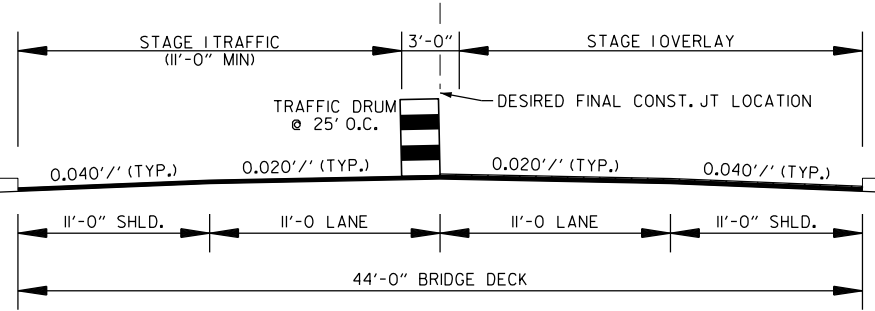 STAGE I TRAFFIC
(11'-0" MIN)
3'-0"
STAGE I OVERLAY
TRAFFIC DRUM
@ 25' O.C.
DESIRED FINAL CONST. JT LOCATION
0.040'/' (TYP.)
0.020'/' (TYP.)
0.020'/' (TYP.)
0.040'/' (TYP.)
11'-0" SHLD.
11'-0 LANE
11'-0 LANE
11'-0" SHLD.
44'-0" BRIDGE DECK